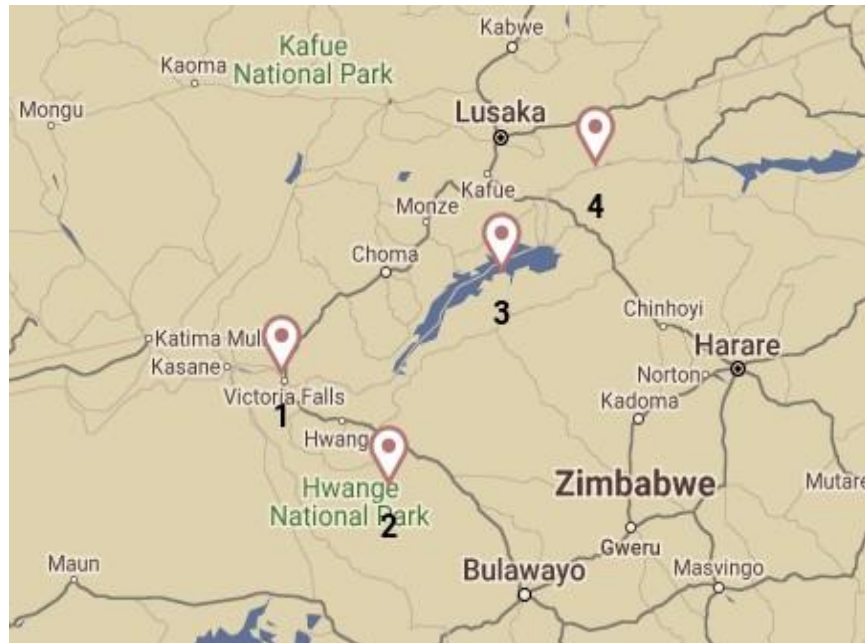 Kabwe
Kafue
National Park
Kaoma
Mongu
Lusaka
Kafue
4
Monze
Choma
3
Chinhoyi
Katima Mul
Harare
Kasane
Norton
Victoria Falls
1
Kadoma
Hwang
Zimbabwe
Mutare
Hwange
National Park
2
Gweru
Maun
Bulawayo
Masvingo